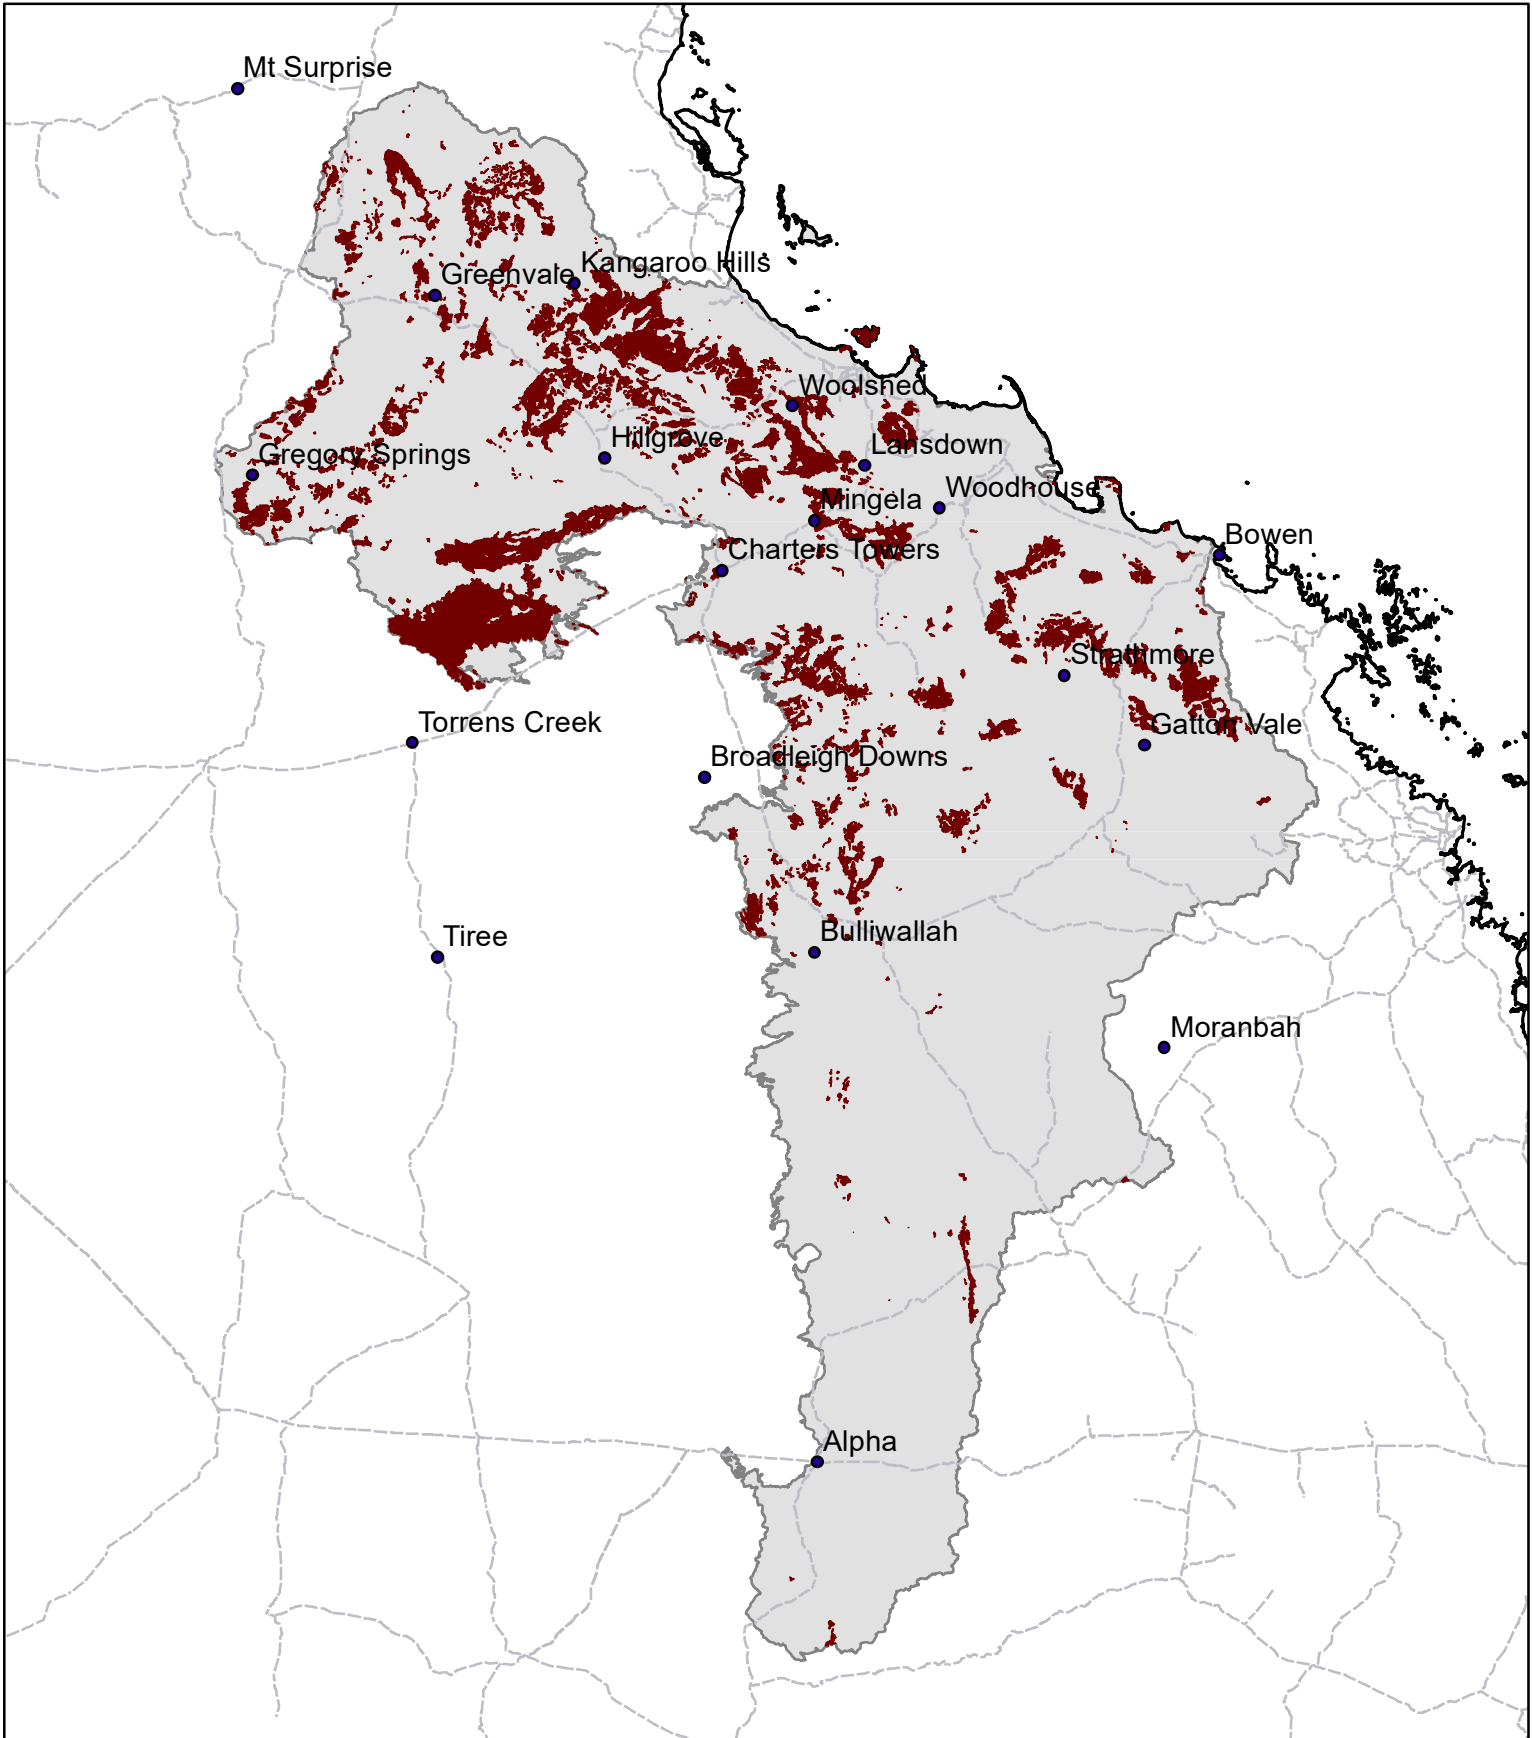 Mt Surprise
Kangaroo Hills
Greenvale
Woolshed
Hillgrove
Lansdown
Gregory Springs
Woodhouse
Mingela
Bowen
Charters Towers
Strathmore
Torrens Creek
Gatton Vale
Broadleigh Downs
Bulliwallah
Tiree
Moranbah
Alpha